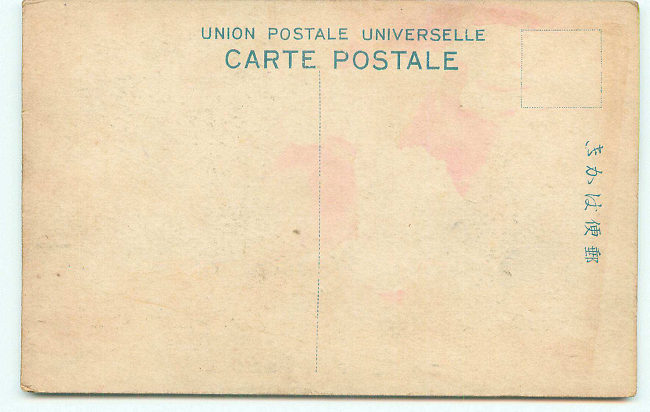 UNION POSTALE UNIVERSELLE
CARTE POSTALE
郵便はかき